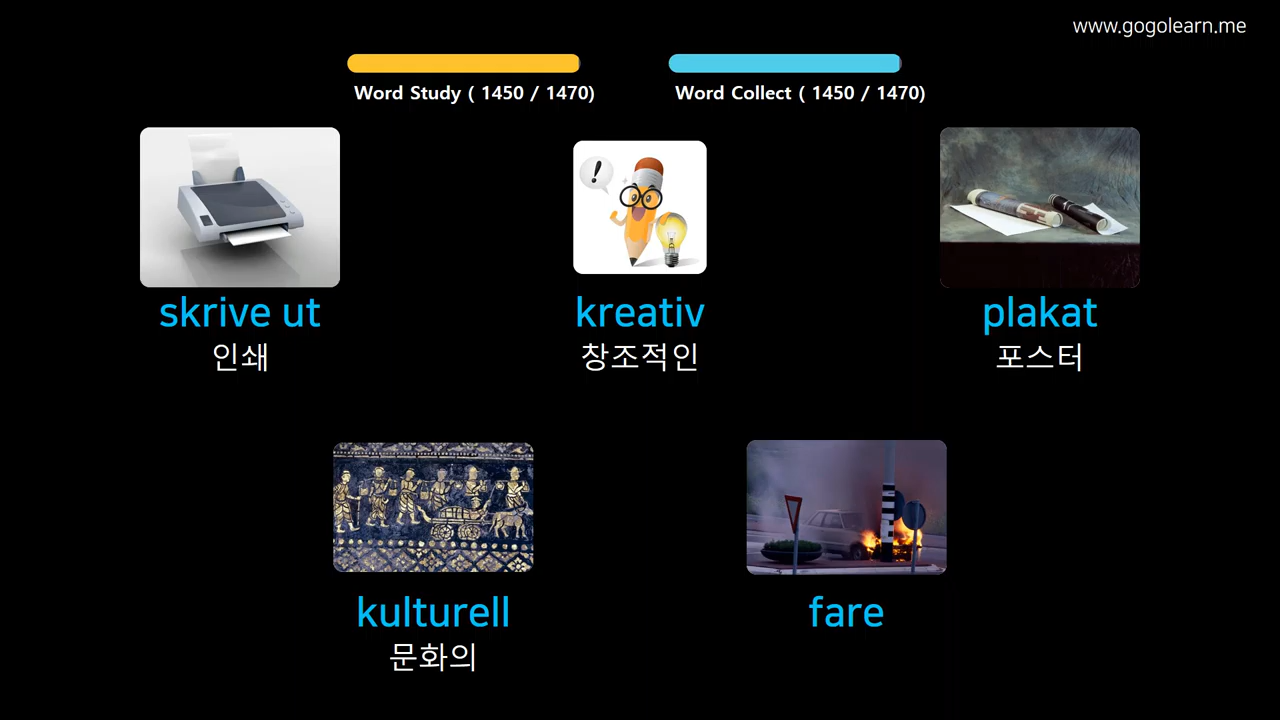 www.gogolearn.me
Word Study ( 1450 / 1470)
Word Collect ( 1450 / 1470)
!
skrive ut
인쇄
kreativ
창조적인
plakat
포스터
kulturell
문화의
fare